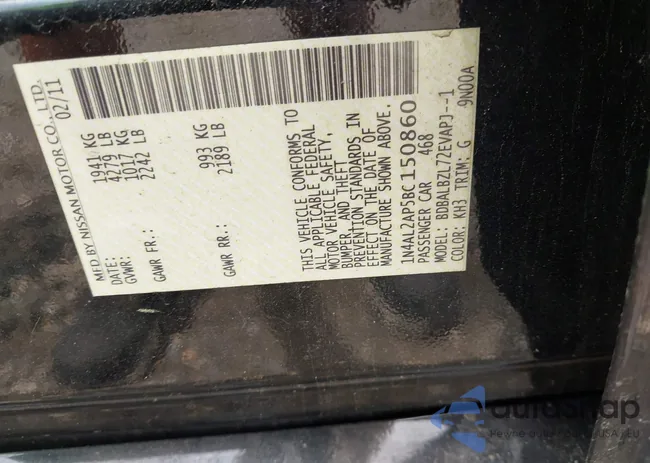 MFD BY NISSAN MOTOR CO., LTD.
DATE: 02/11
GVWR: 1941 KG
4279 LB
GAWR FR.: 1017 KG
2242 LB
GAWR RR.: 993 KG
2189 LB
THIS VEHICLE CONFORMS TO
ALL APPLICABLE FEDERAL
MOTOR VEHICLE SAFETY,
BUMPER, AND THEFT
PREVENTION STANDARDS IN
EFFECT ON THE DATE OF
MANUFACTURE SHOWN ABOVE.
1N4AL2AP5BC150860
PASSENGER CAR 468
MODEL: BDBALBZL72EVAPJ--1
COLOR: KH3 TRIM: G 9N00A
autashop
Pewne auta